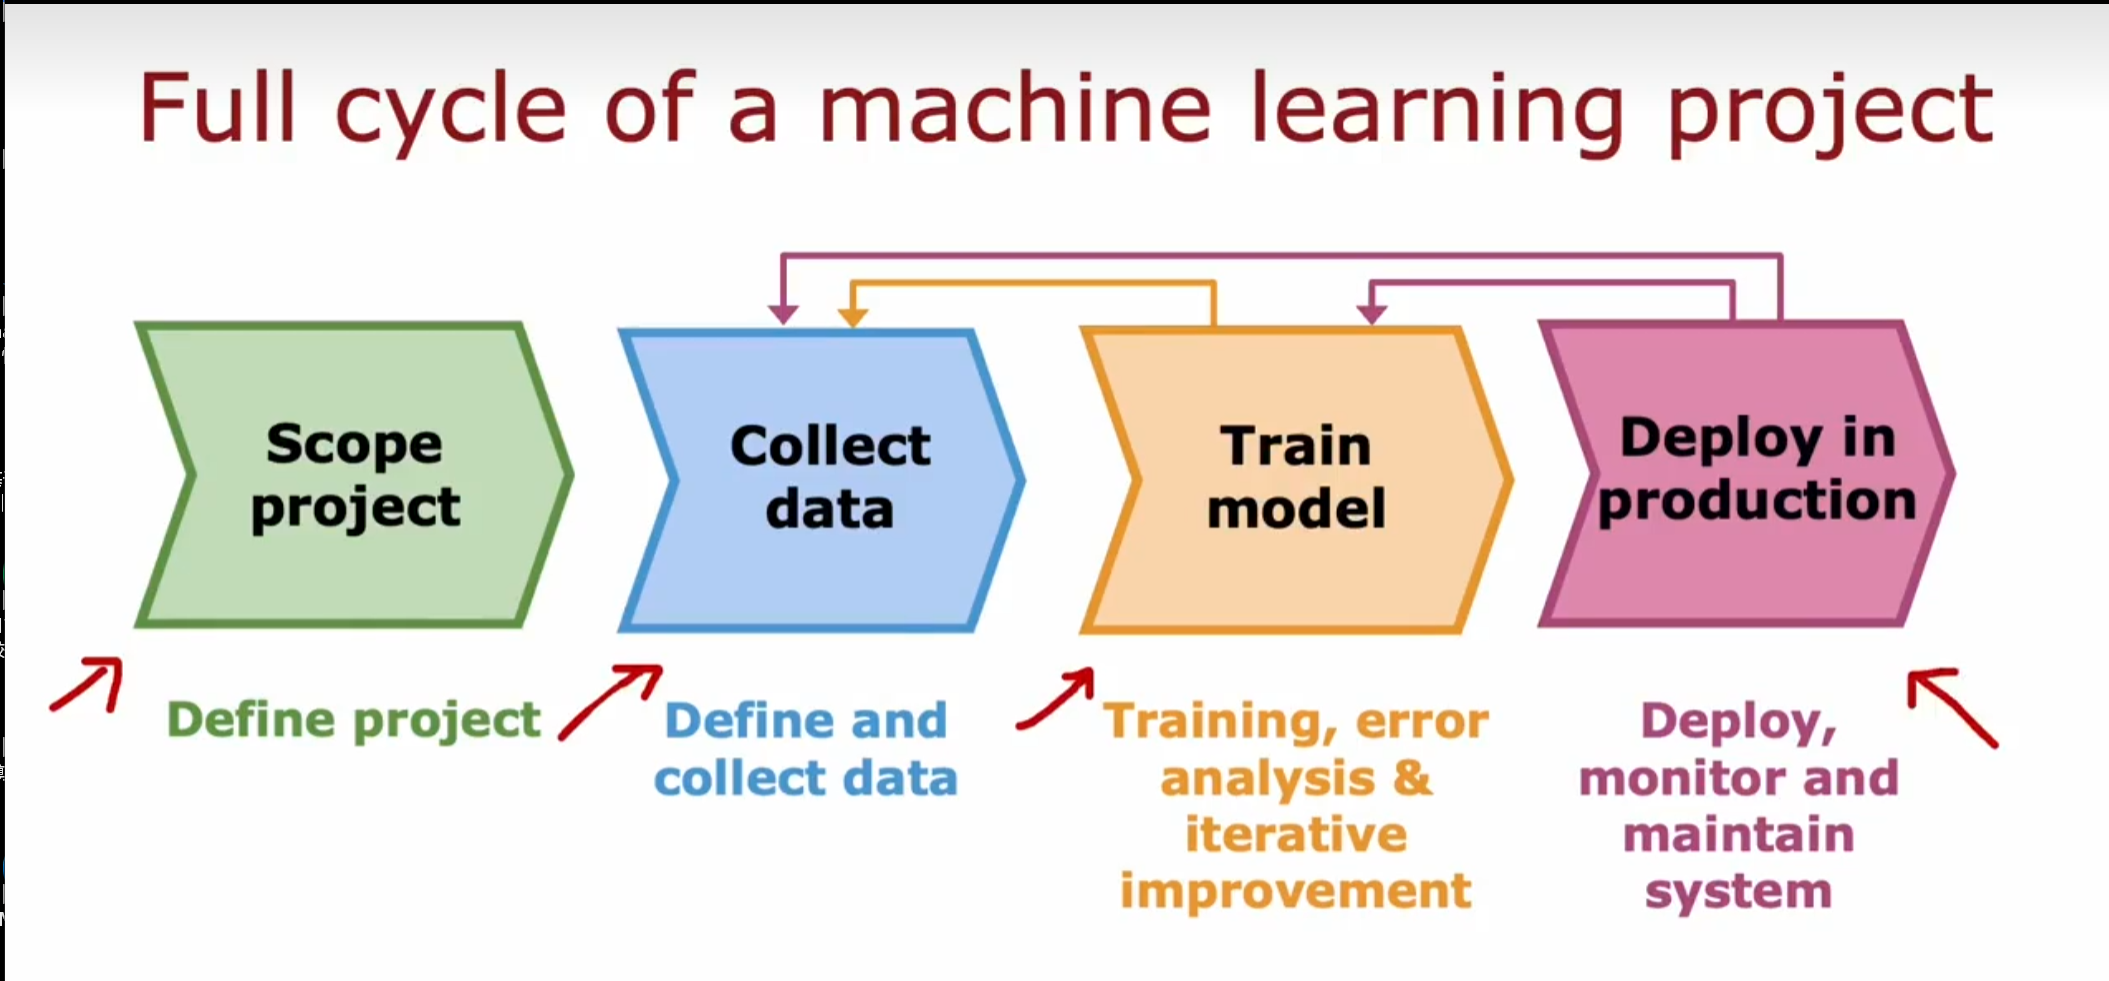 Full cycle of a machine learning project
Scope
project
Collect
data
Train
model
Deploy in
production
Define project
Define and
collect data
Training, error
analysis &
iterative
improvement
Deploy,
monitor and
maintain
system